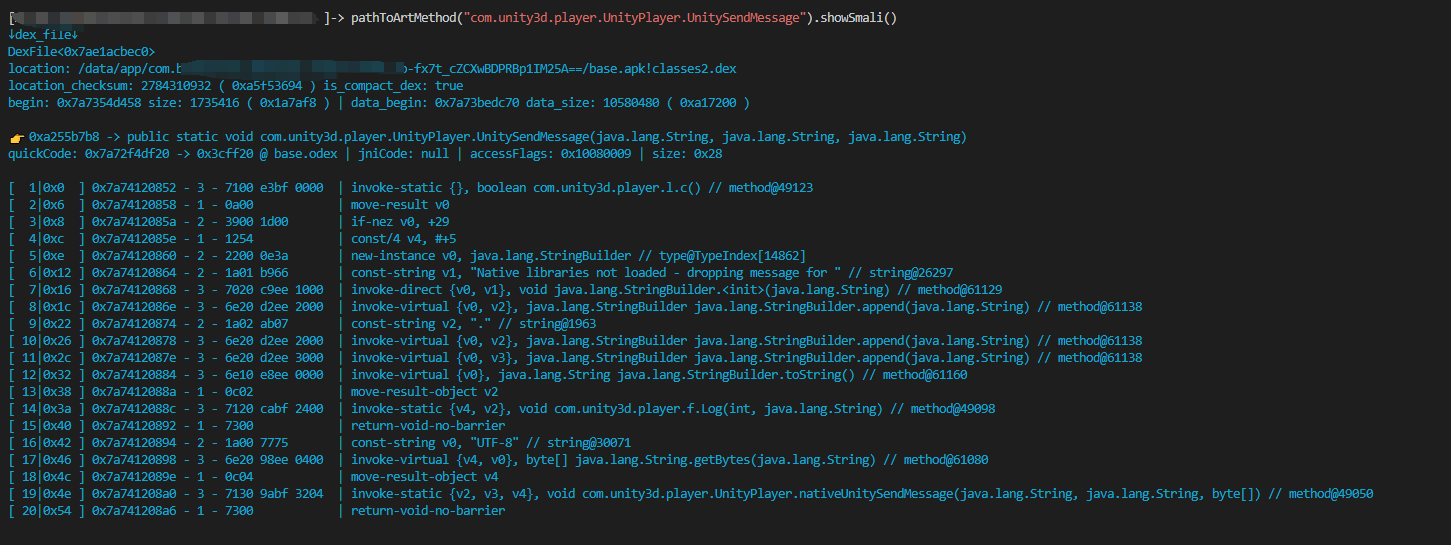 [ ]-> pathToArtMethod("com.unity3d.player.UnityPlayer.UnitySendMessage").showSmali()
↓dex_file↓
DexFile<0x7ae1acbec0>
location: /data/app/com.b -fx7t_cZCXwBDPRBp1IM25A==/base.apk!classes2.dex
location_checksum: 2784310932 ( 0xa5f53694 ) is_compact_dex: true
begin: 0x7a7354d458 size: 1735416 ( 0x1a7af8 ) | data_begin: 0x7a73bedc70 data_size: 10580480 ( 0xa17200 )
👉 0xa255b7b8 -> public static void com.unity3d.player.UnityPlayer.UnitySendMessage(java.lang.String, java.lang.String, java.lang.String)
quickCode: 0x7a72f4df20 -> 0x3cff20 @ base.odex | jniCode: null | accessFlags: 0x10080009 | size: 0x28
[ 1|0x0 ] 0x7a74120852 - 3 - 7100 e3bf 0000 | invoke-static {}, boolean com.unity3d.player.l.c() // method@49123
[ 2|0x6 ] 0x7a74120858 - 1 - 0a00 | move-result v0
[ 3|0x8 ] 0x7a7412085a - 2 - 3900 1d00 | if-nez v0, +29
[ 4|0xc ] 0x7a7412085e - 1 - 1254 | const/4 v4, #+5
[ 5|0xe ] 0x7a74120860 - 2 - 2200 0e3a | new-instance v0, java.lang.StringBuilder // type@TypeIndex[14862]
[ 6|0x12 ] 0x7a74120864 - 2 - 1a01 b966 | const-string v1, "Native libraries not loaded - dropping message for " // string@26297
[ 7|0x16 ] 0x7a74120868 - 3 - 7020 c9ee 1000 | invoke-direct {v0, v1}, void java.lang.StringBuilder.<init>(java.lang.String) // method@61129
[ 8|0x1c ] 0x7a7412086e - 3 - 6e20 d2ee 2000 | invoke-virtual {v0, v2}, java.lang.StringBuilder java.lang.StringBuilder.append(java.lang.String) // method@61138
[ 9|0x22 ] 0x7a74120874 - 2 - 1a02 ab07 | const-string v2, "." // string@1963
[ 10|0x26 ] 0x7a74120878 - 3 - 6e20 d2ee 2000 | invoke-virtual {v0, v2}, java.lang.StringBuilder java.lang.StringBuilder.append(java.lang.String) // method@61138
[ 11|0x2c ] 0x7a7412087e - 3 - 6e20 d2ee 3000 | invoke-virtual {v0, v3}, java.lang.StringBuilder java.lang.StringBuilder.append(java.lang.String) // method@61138
[ 12|0x32 ] 0x7a74120884 - 3 - 6e10 e8ee 0000 | invoke-virtual {v0}, java.lang.String java.lang.StringBuilder.toString() // method@61160
[ 13|0x38 ] 0x7a7412088a - 1 - 0c02 | move-result-object v2
[ 14|0x3a ] 0x7a7412088c - 3 - 7120 cabf 2400 | invoke-static {v4, v2}, void com.unity3d.player.f.Log(int, java.lang.String) // method@49098
[ 15|0x40 ] 0x7a74120892 - 1 - 7300 | return-void-no-barrier
[ 16|0x42 ] 0x7a74120894 - 2 - 1a00 7775 | const-string v0, "UTF-8" // string@30071
[ 17|0x46 ] 0x7a74120898 - 3 - 6e20 98ee 0400 | invoke-virtual {v4, v0}, byte[] java.lang.String.getBytes(java.lang.String) // method@61080
[ 18|0x4c ] 0x7a7412089e - 1 - 0c04 | move-result-object v4
[ 19|0x4e ] 0x7a741208a0 - 3 - 7130 9abf 3204 | invoke-static {v2, v3, v4}, void com.unity3d.player.UnityPlayer.nativeUnitySendMessage(java.lang.String, java.lang.String, byte[]) // method@49050
[ 20|0x54 ] 0x7a741208a6 - 1 - 7300 | return-void-no-barrier